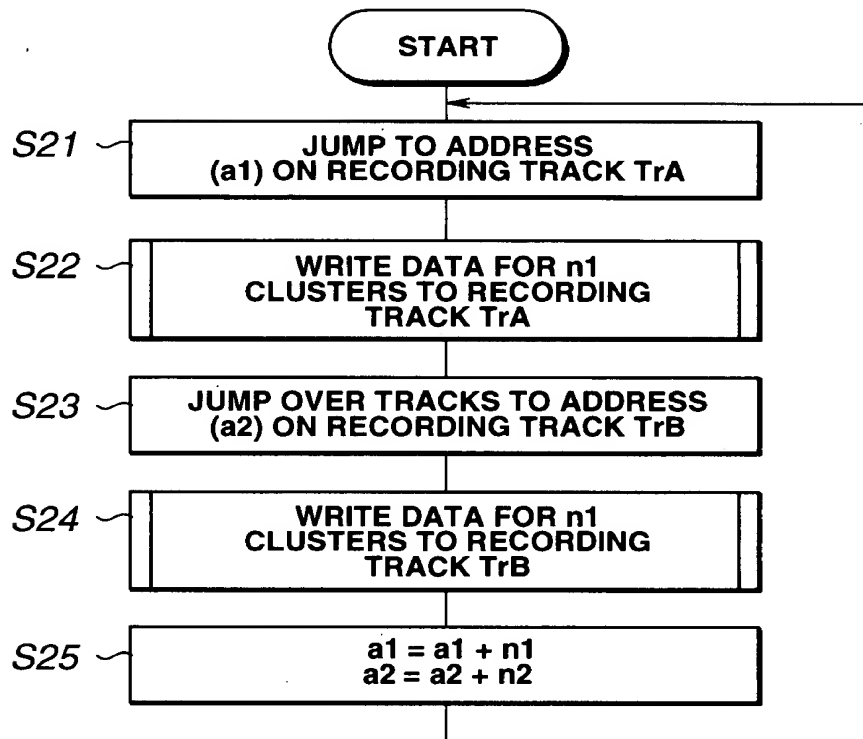 START
S21
JUMP TO ADDRESS
(a1) ON RECORDING TRACK TrA
S22
WRITE DATA FOR n1
CLUSTERS TO RECORDING
TRACK TrA
S23
JUMP OVER TRACKS TO ADDRESS
(a2) ON RECORDING TRACK TrB
S24
WRITE DATA FOR n1
CLUSTERS TO RECORDING
TRACK TrB
S25
a1 = a1 + n1
a2 = a2 + n2